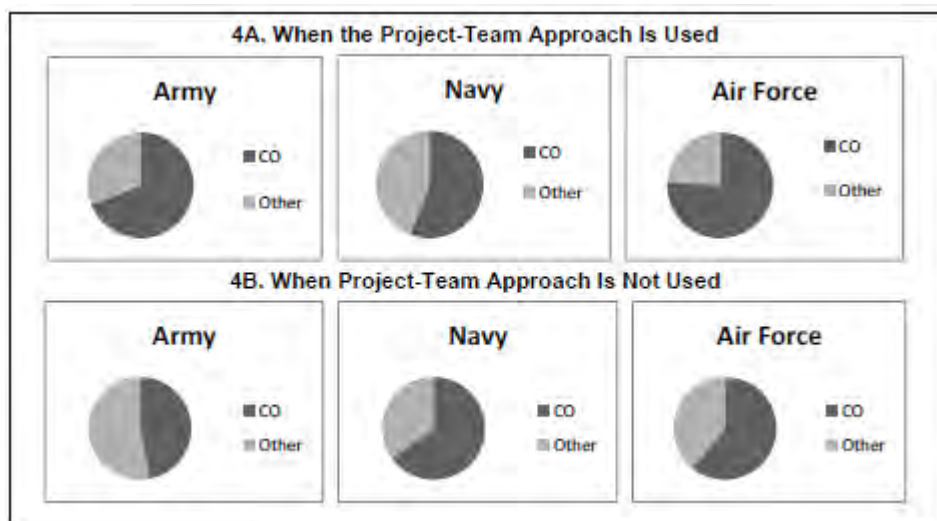 4A. When the Project-Team Approach Is Used
Army
CO
Other
Navy
CO
Other
Air Force
CO
Other
4B. When Project-Team Approach Is Not Used
Army
CO
Other
Navy
CO
Other
Air Force
CO
Other